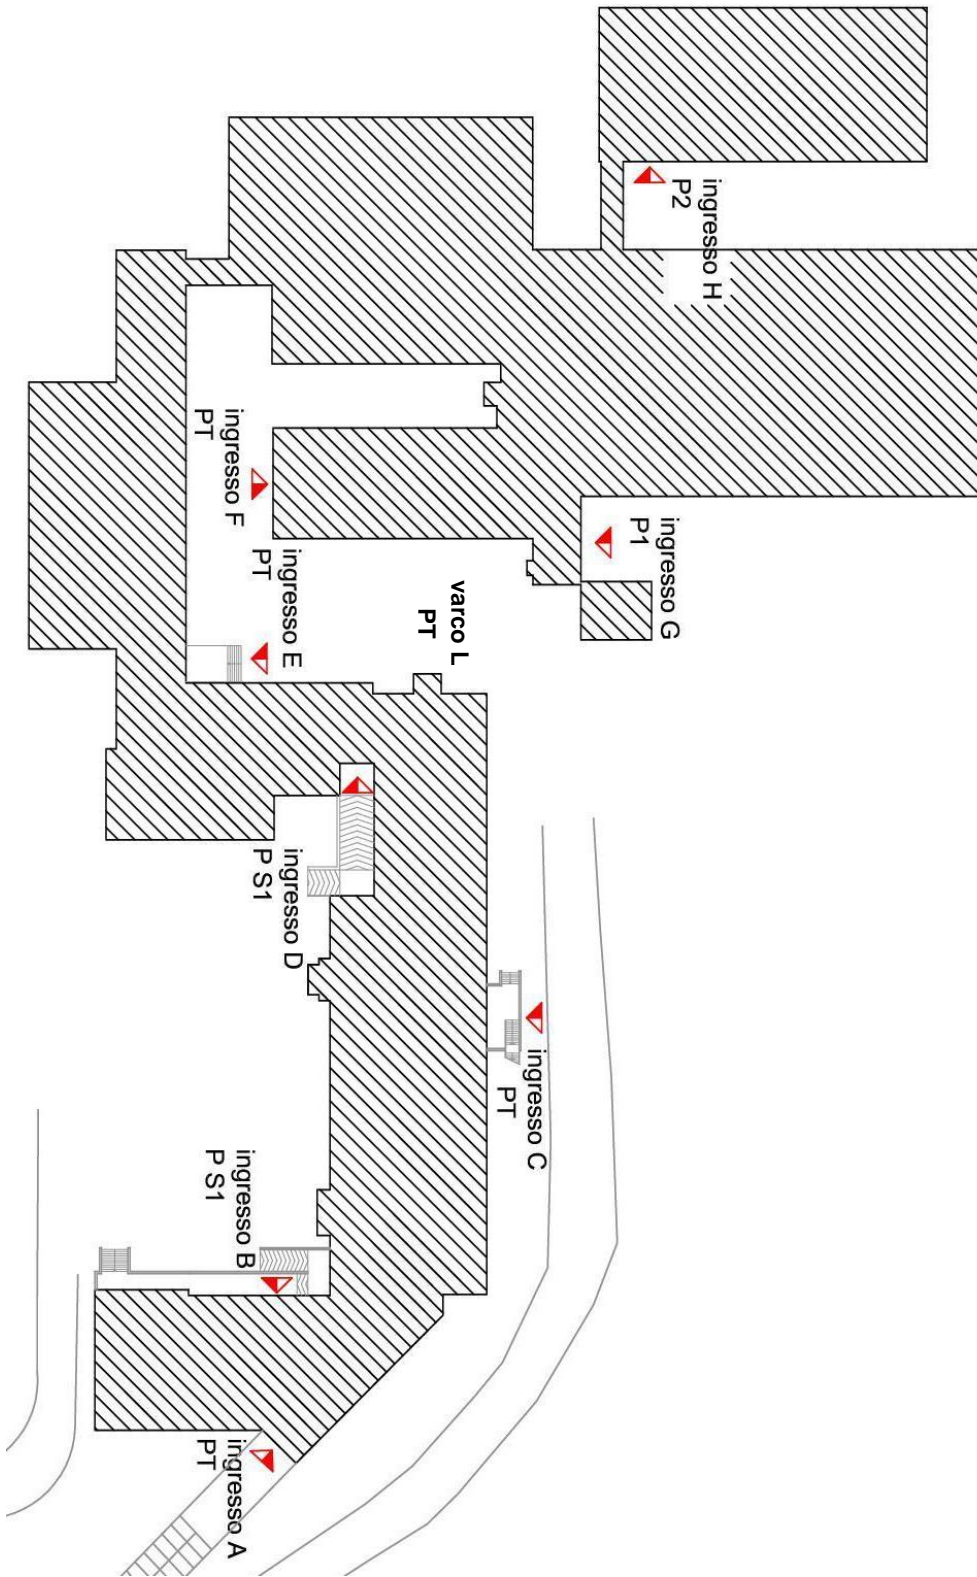 ingresso H
P2
ingresso F
PT
ingresso G
P1
ingresso E
PT
varco L
PT
ingresso D
P S1
ingresso C
PT
ingresso B
P S1
ingresso A
PT